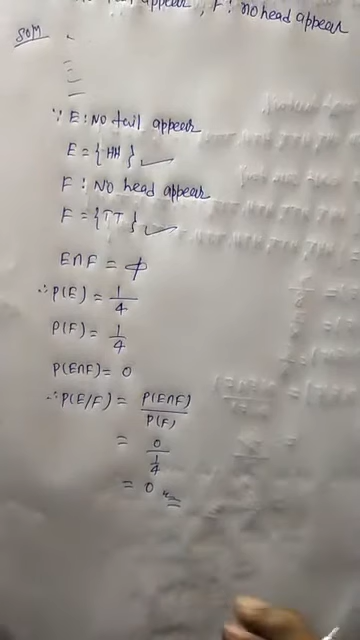 appear, F: no head appear
Soln
∵ E: No tail appear
E = {HH}
F: No head appear
F = {TT}
E∩F = ϕ
∴ P(E) = 1/4
P(F) = 1/4
P(E∩F) = 0
∴ P(E/F) = P(E∩F)/P(F)
= 0/(1/4)
= 0